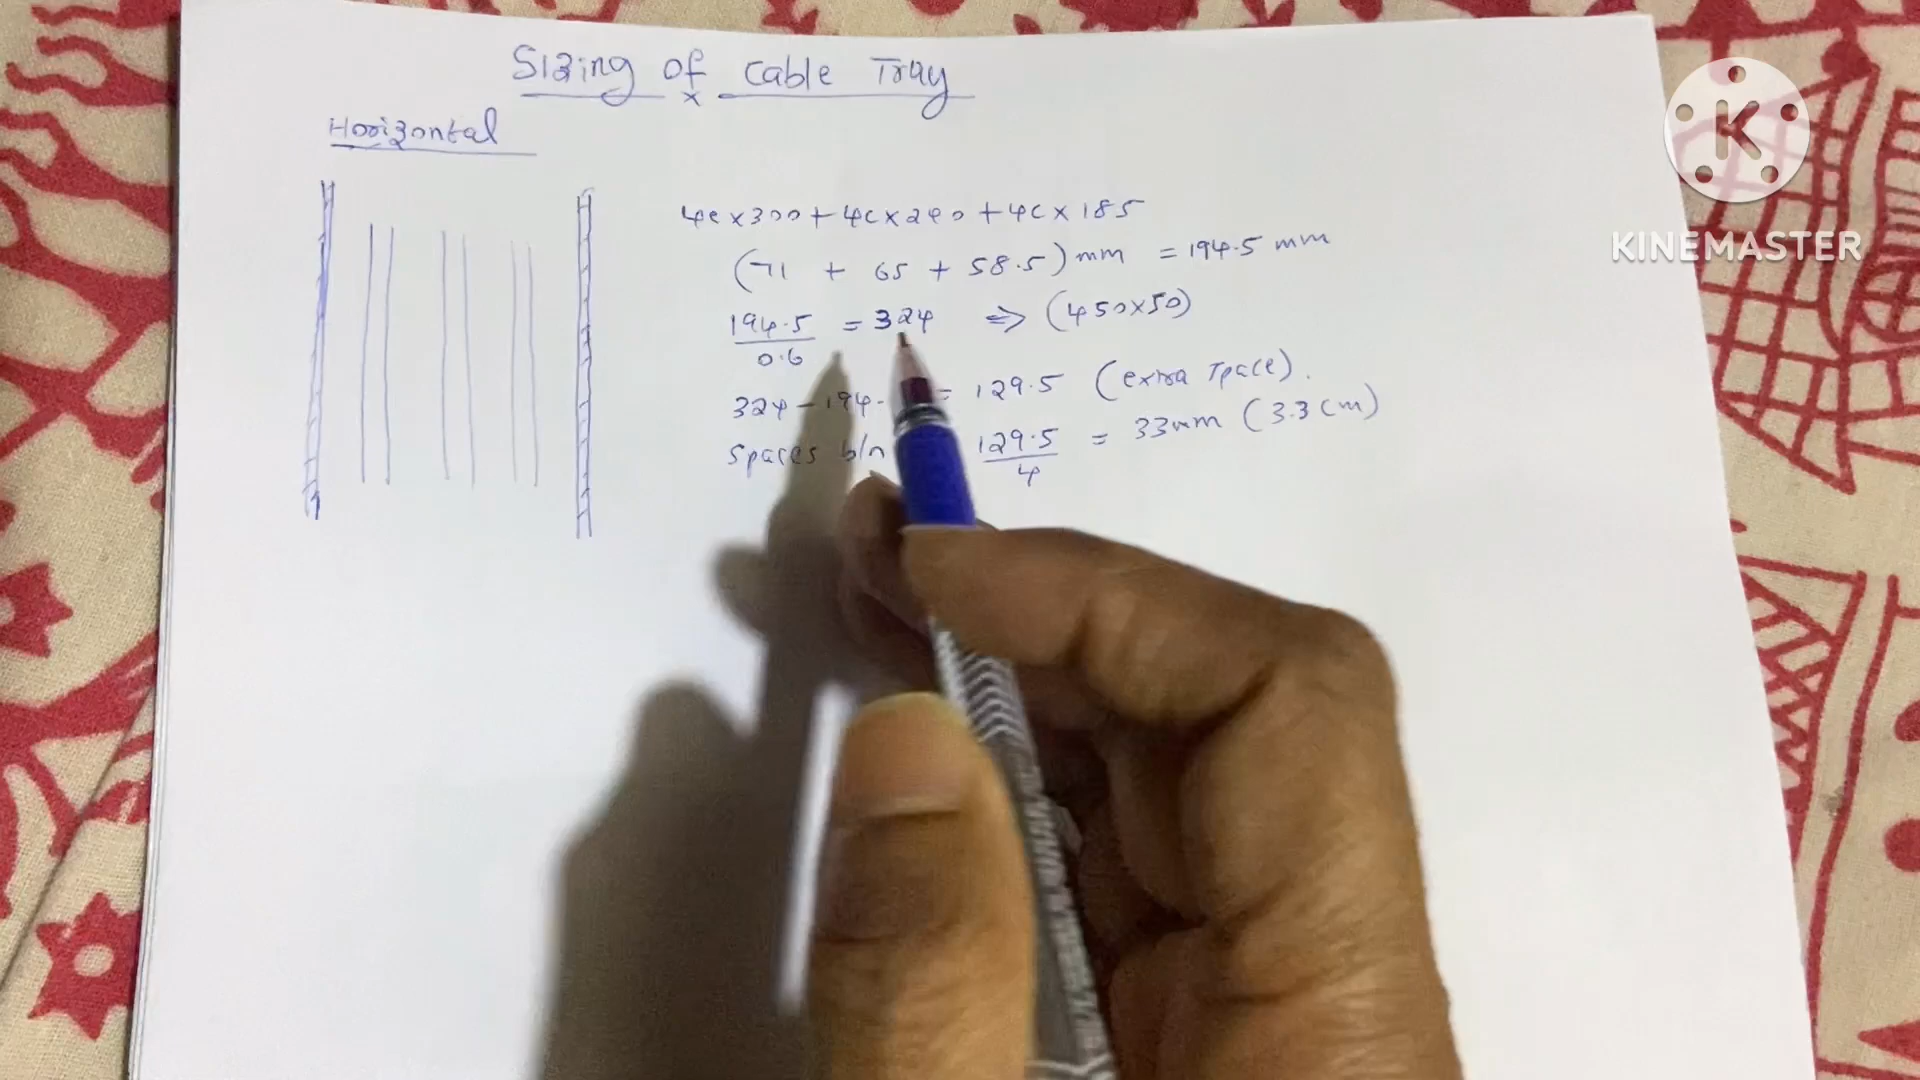 Sizing of Cable Tray
x
Horizontal
4c x 300 + 4c x 240 + 4c x 185
(71 + 65 + 58.5) mm = 194.5 mm
194.5 / 0.6 = 324 ⇒ (450x50)
324 - 194. = 129.5 (extra Space).
Spaces b/n 129.5 / 4 = 33mm (3.3 cm)
K
KINEMASTER